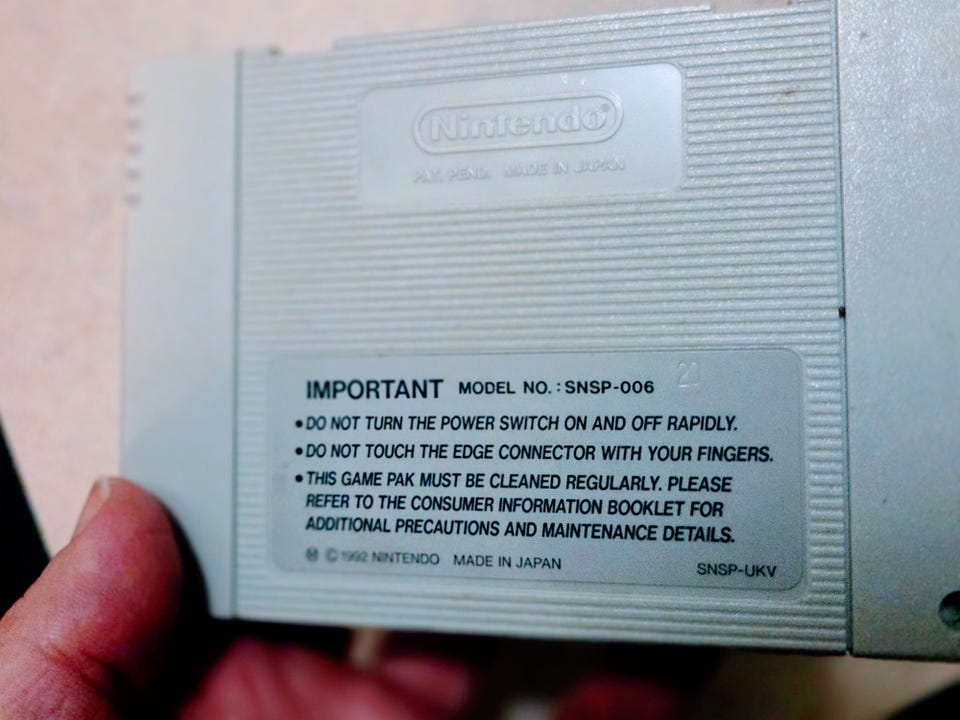 Nintendo®
PAT. PEND. MADE IN JAPAN
IMPORTANT MODEL NO. : SNSP-006 21
•DO NOT TURN THE POWER SWITCH ON AND OFF RAPIDLY.
•DO NOT TOUCH THE EDGE CONNECTOR WITH YOUR FINGERS.
•THIS GAME PAK MUST BE CLEANED REGULARLY. PLEASE
REFER TO THE CONSUMER INFORMATION BOOKLET FOR
ADDITIONAL PRECAUTIONS AND MAINTENANCE DETAILS.
Ⓜ ©1992 NINTENDO MADE IN JAPAN SNSP-UKV